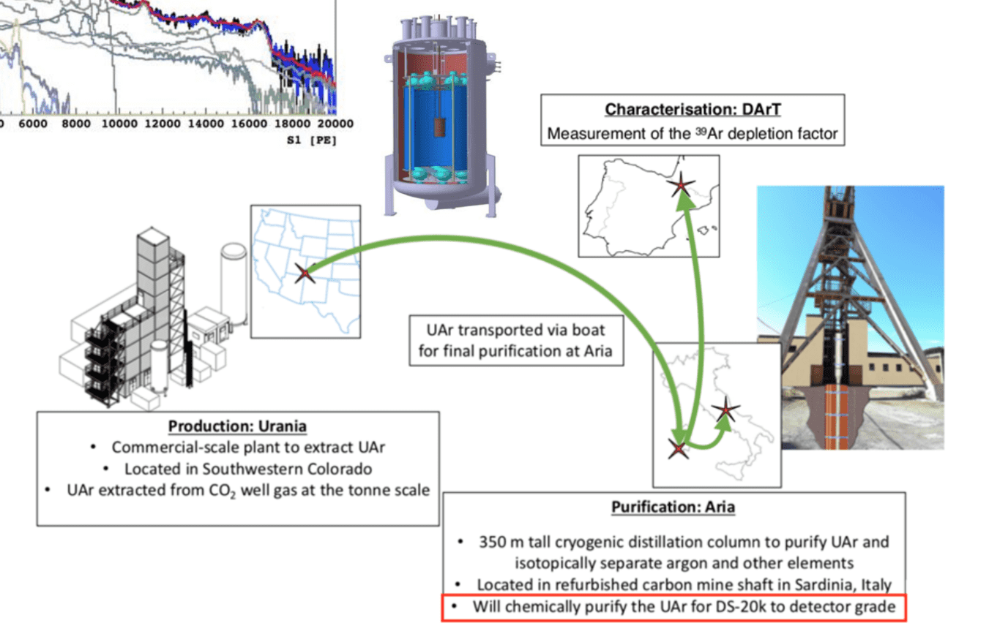 6000 8000 10000 12000 14000 16000 18000 20000
S1 [PE]
Characterisation: DArT
Measurement of the ³⁹Ar depletion factor
UAr transported via boat
for final purification at Aria
Production: Urania
• Commercial-scale plant to extract UAr
• Located in Southwestern Colorado
• UAr extracted from CO₂ well gas at the tonne scale
Purification: Aria
• 350 m tall cryogenic distillation column to purify UAr and
isotopically separate argon and other elements
• Located in refurbished carbon mine shaft in Sardinia, Italy
• Will chemically purify the UAr for DS-20k to detector grade